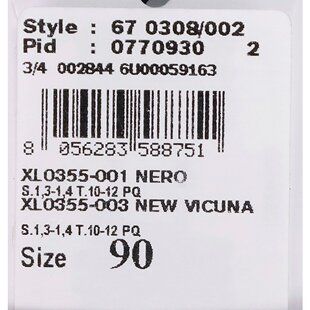 Style : 67 0308/002
Pid : 0770930 2
3/4 002844 6U00059163
8 056283 588751
XL0355-001 NERO
S.1,3-1,4 T.10-12 PQ
XL0355-003 NEW VICUNA
S.1,3-1,4 T.10-12 PQ
Size 90